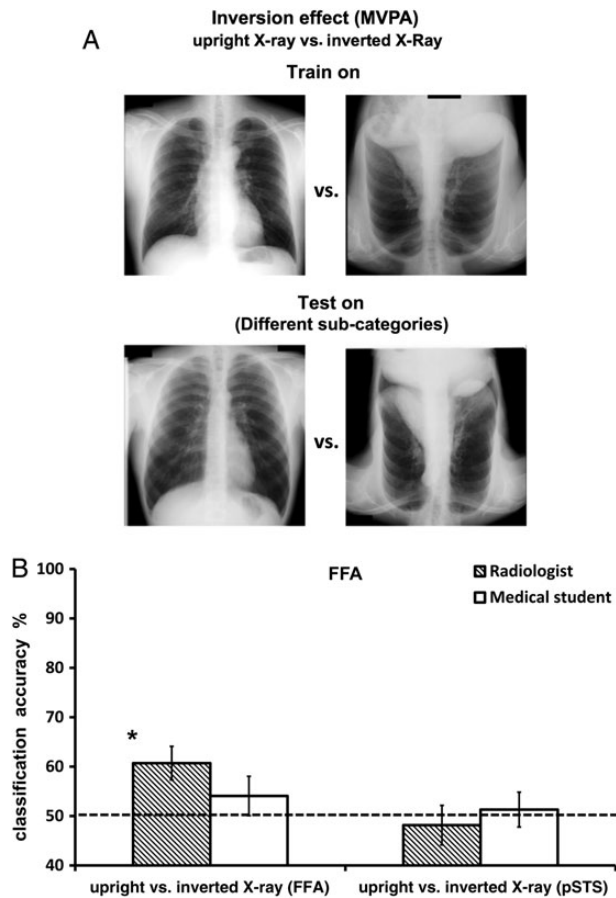 Inversion effect (MVPA)
A
upright X-ray vs. inverted X-Ray
Train on
vs.
Test on
(Different sub-categories)
vs.
B
FFA
Radiologist
Medical student
classification accuracy %
100
90
80
70
60
50
40
*
upright vs. inverted X-ray (FFA)
upright vs. inverted X-ray (pSTS)